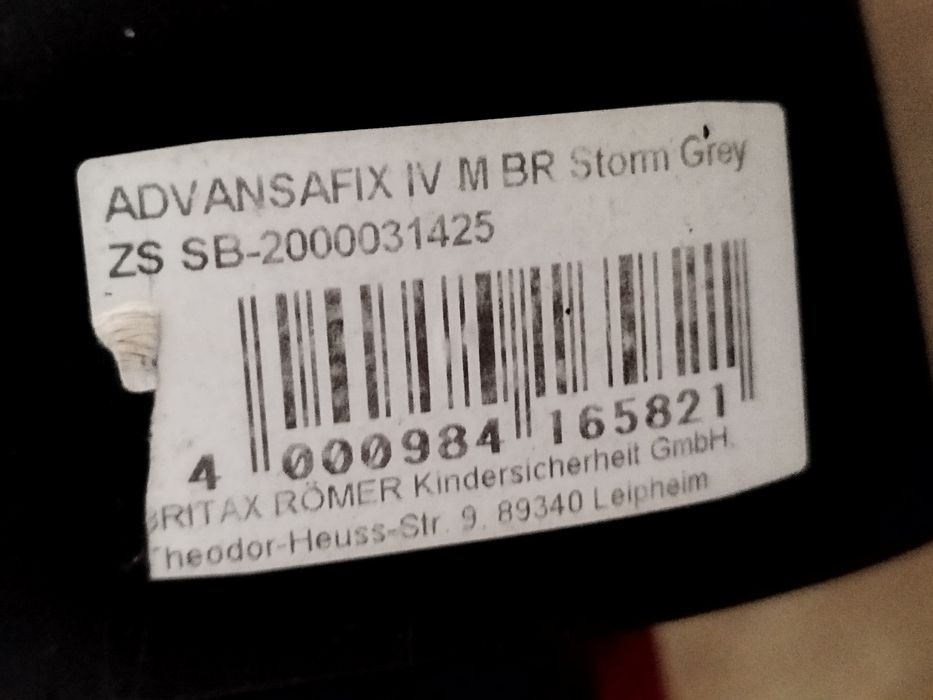 ADVANSAFIX IV M BR Storm Grey
ZS SB-2000031425
4 000984 165821
BRITAX RÖMER Kindersicherheit GmbH.
Theodor-Heuss-Str. 9. 89340 Leipheim